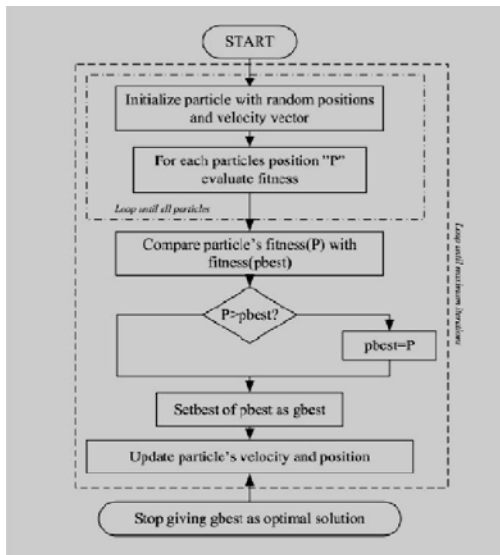 START
Initialize particle with random positions
and velocity vector
For each particles position "P"
evaluate fitness
Loop until all particles
Compare particle's fitness(P) with
fitness(pbest)
P>pbest?
pbest=P
Setbest of pbest as gbest
Update particle's velocity and position
Loop until maximum iterations
Stop giving gbest as optimal solution